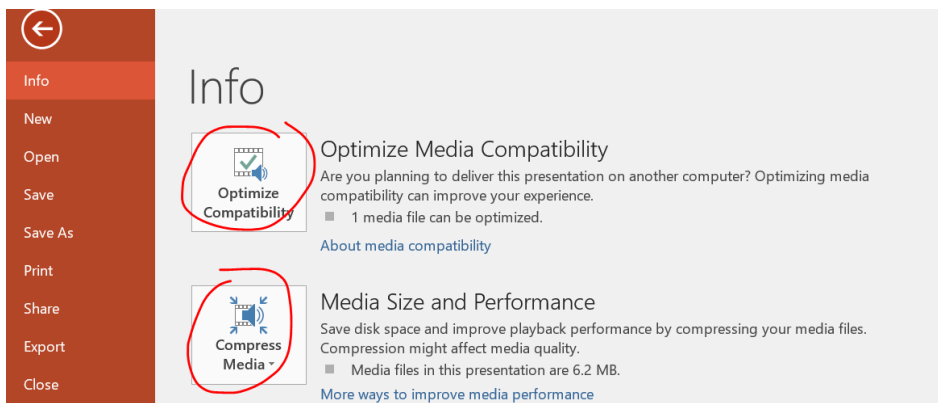 Info
New
Open
Save
Save As
Print
Share
Export
Close
Info
Optimize
Compatibility
Optimize Media Compatibility
Are you planning to deliver this presentation on another computer? Optimizing media
compatibility can improve your experience.
1 media file can be optimized.
About media compatibility
Compress
Media
Media Size and Performance
Save disk space and improve playback performance by compressing your media files.
Compression might affect media quality.
Media files in this presentation are 6.2 MB.
More ways to improve media performance